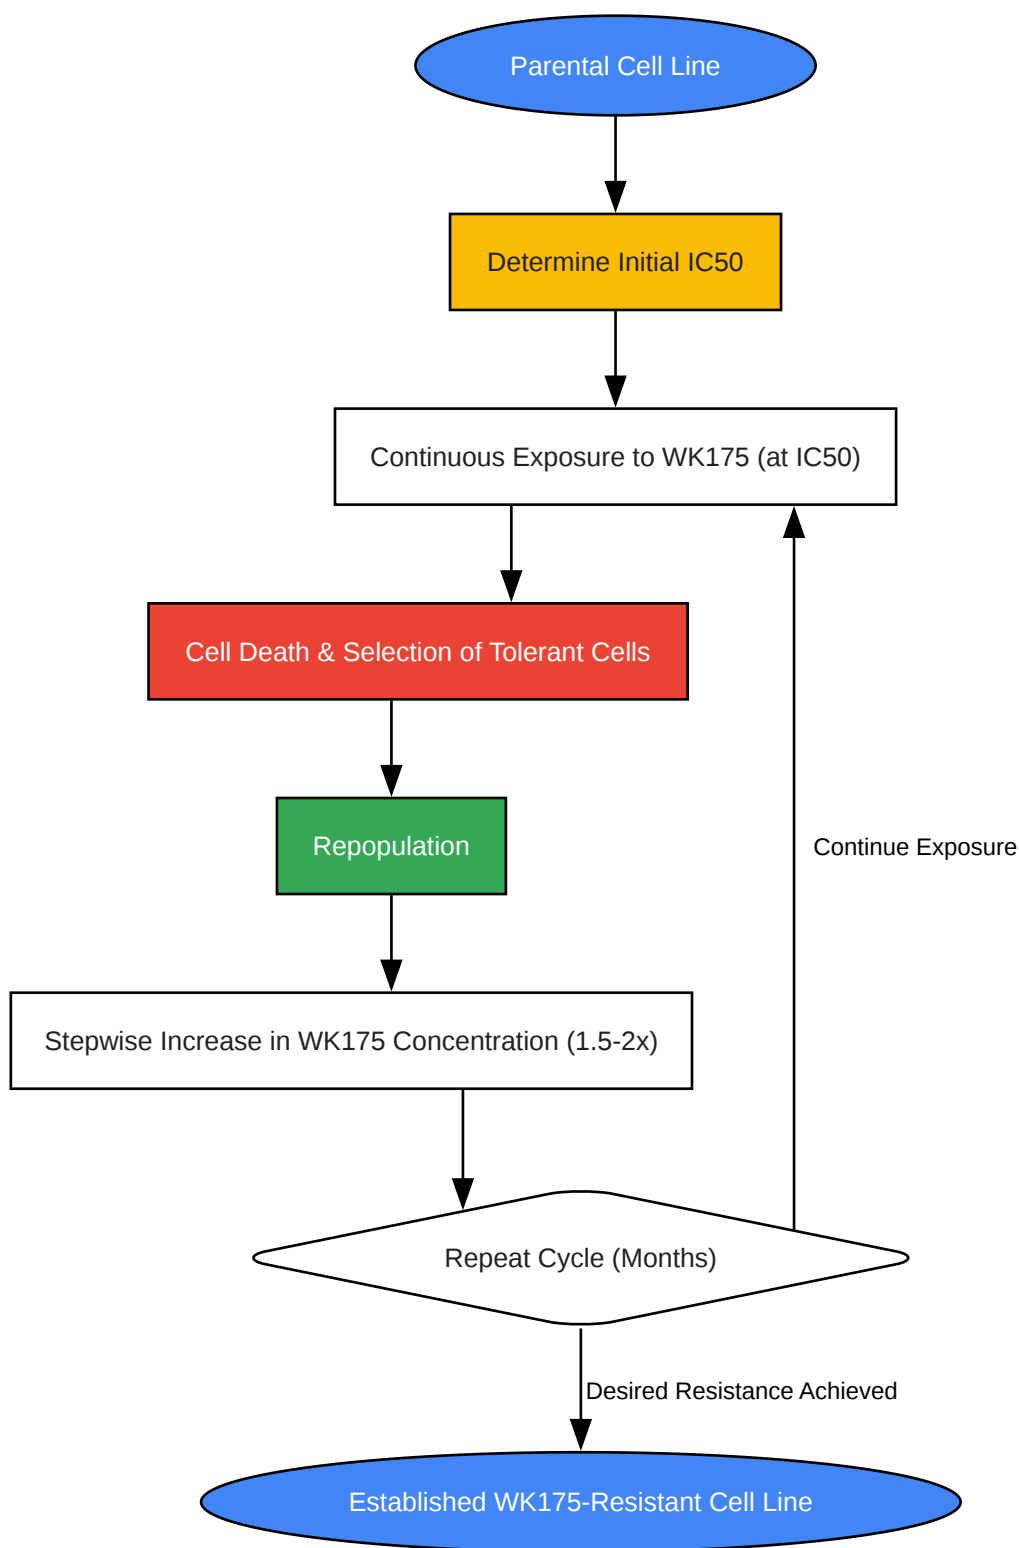 Parental Cell Line
Determine Initial IC50
Continuous Exposure to WK175 (at IC50)
Cell Death & Selection of Tolerant Cells
Repopulation
Continue Exposure
Stepwise Increase in WK175 Concentration (1.5-2x)
Repeat Cycle (Months)
Desired Resistance Achieved
Established WK175-Resistant Cell Line